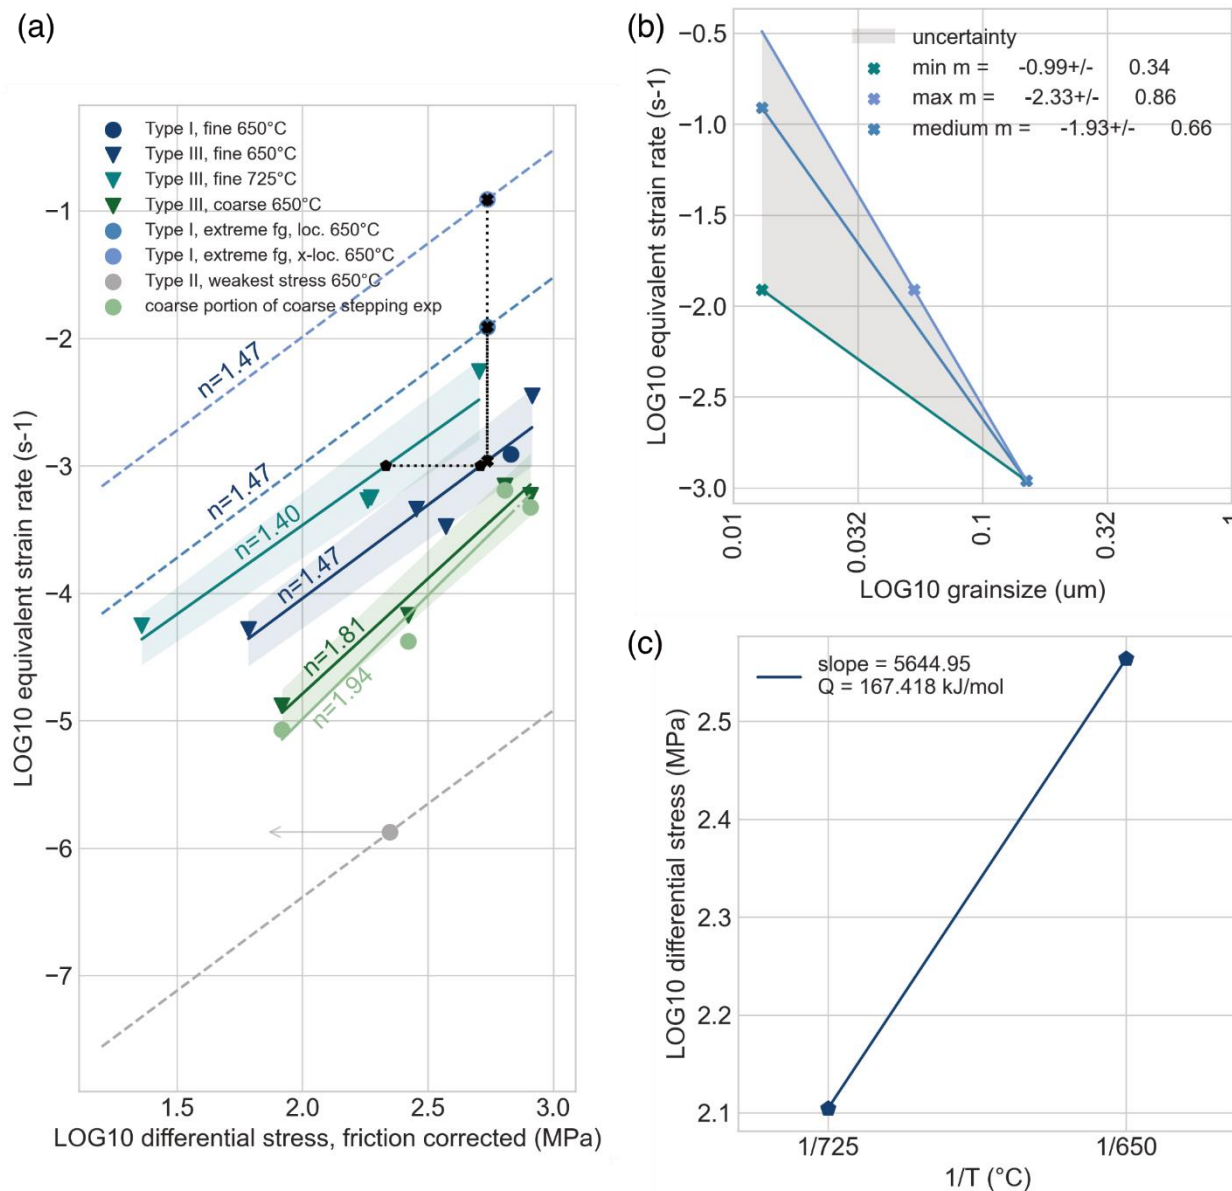 (a)
Type I, fine 650°C
Type III, fine 650°C
Type III, fine 725°C
Type III, coarse 650°C
Type I, extreme fg, loc. 650°C
Type I, extreme fg, x-loc. 650°C
Type II, weakest stress 650°C
coarse portion of coarse stepping exp
n=1.47
n=1.47
n=1.40
n=1.47
n=1.81
n=1.94
−1
−2
−3
−4
−5
−6
−7
LOG10 equivalent strain rate (s-1)
1.5 2.0 2.5 3.0
LOG10 differential stress, friction corrected (MPa)
(b)
uncertainty
min m = -0.99+/- 0.34
max m = -2.33+/- 0.86
medium m = -1.93+/- 0.66
−0.5
−1.0
−1.5
−2.0
−2.5
−3.0
LOG10 equivalent strain rate (s-1)
0.01 0.032 0.1 0.32 1
LOG10 grainsize (um)
(c)
slope = 5644.95
Q = 167.418 kJ/mol
2.5
2.4
2.3
2.2
2.1
LOG10 differential stress (MPa)
1/725 1/650
1/T (°C)